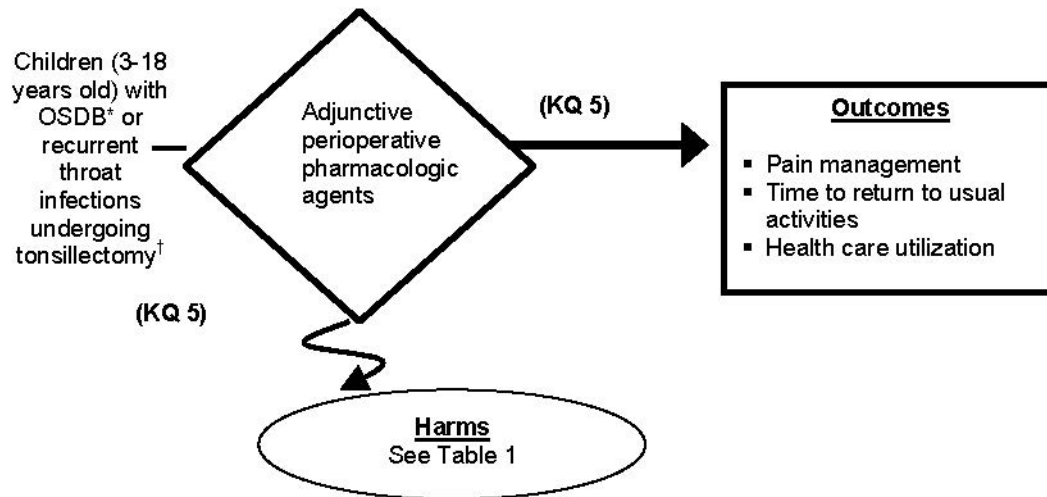 Children (3-18
years old) with
OSDB* or
recurrent
throat
infections
undergoing
tonsillectomy†
(KQ 5)
Adjunctive
perioperative
pharmacologic
agents
(KQ 5)
Outcomes
▪ Pain management
▪ Time to return to usual
activities
▪ Health care utilization
Harms
See Table 1